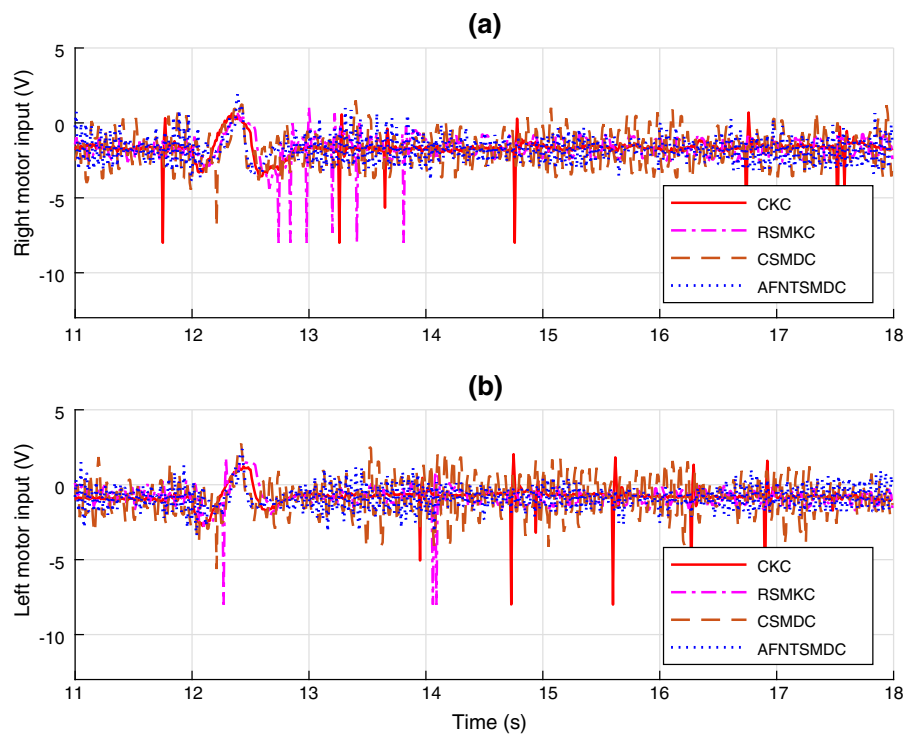 (a)
Right motor input (V)
5
0
-5
-10
11 12 13 14 15 16 17 18
CKC
RSMKC
CSMDC
AFNTSMDC
(b)
Left motor input (V)
5
0
-5
-10
11 12 13 14 15 16 17 18
CKC
RSMKC
CSMDC
AFNTSMDC
Time (s)